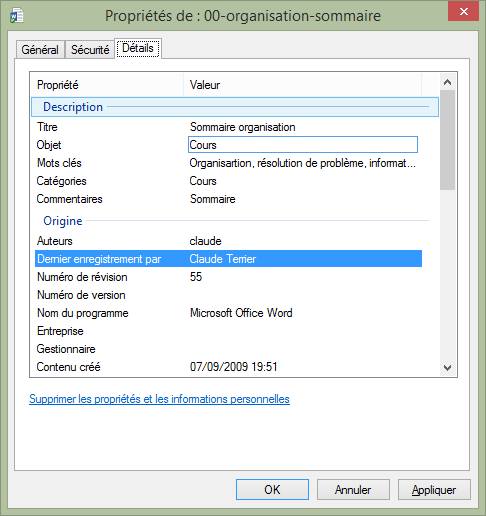 Propriétés de : 00-organisation-sommaire
Général Sécurité Détails
Propriété Valeur
Description
Titre Sommaire organisation
Objet Cours
Mots clés Organisartion, résolution de problème, informat...
Catégories Cours
Commentaires Sommaire
Origine
Auteurs claude
Dernier enregistrement par Claude Terrier
Numéro de révision 55
Numéro de version
Nom du programme Microsoft Office Word
Entreprise
Gestionnaire
Contenu créé 07/09/2009 19:51
Supprimer les propriétés et les informations personnelles
OK Annuler Appliquer